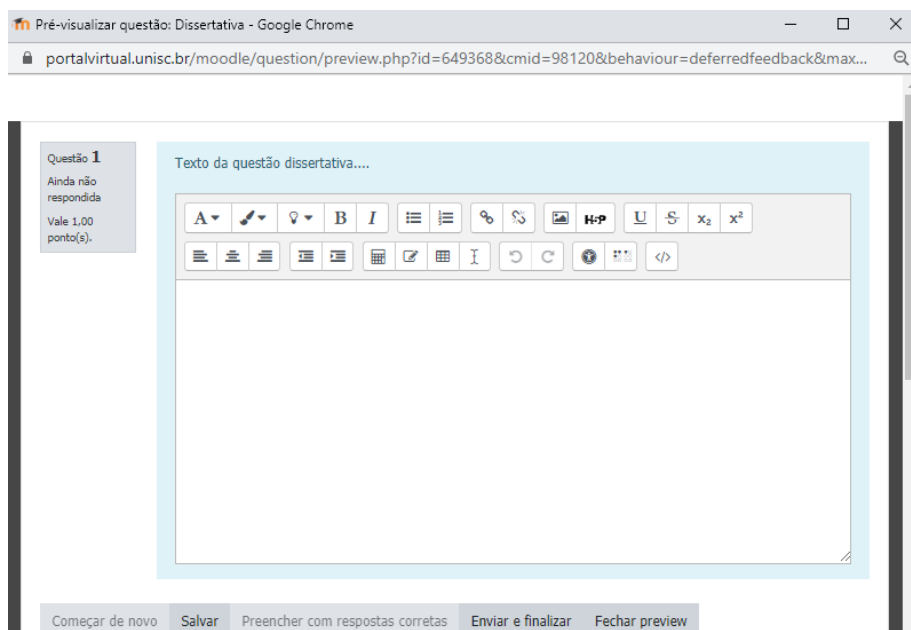 Pré-visualizar questão: Dissertativa - Google Chrome
portalvirtual.unisc.br/moodle/question/preview.php?id=649368&cmid=98120&behaviour=deferredfeedback&max...
Questão 1
Ainda não
respondida
Vale 1,00
ponto(s).
Texto da questão dissertativa....
A B I H-P U S x₂ x²
</>
Começar de novo Salvar Preencher com respostas corretas Enviar e finalizar Fechar preview